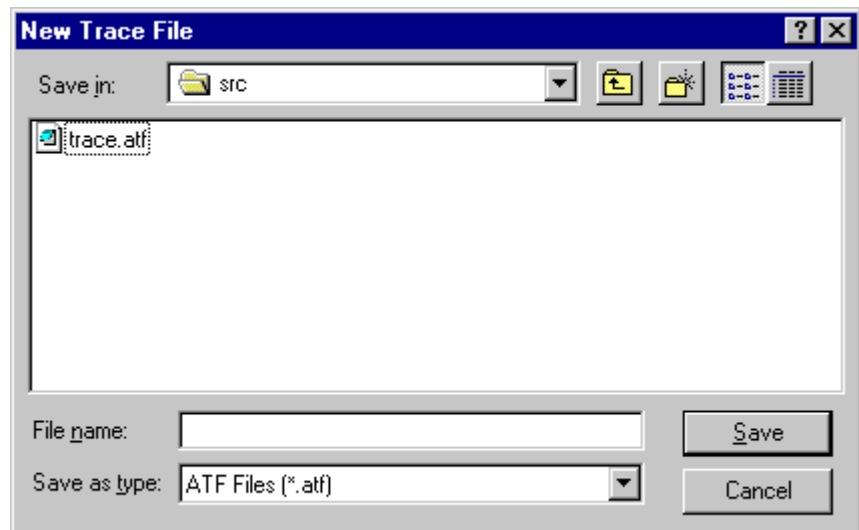 New Trace File
Save in: src
trace.atf
File name: Save
Save as type: ATF Files (*.atf) Cancel